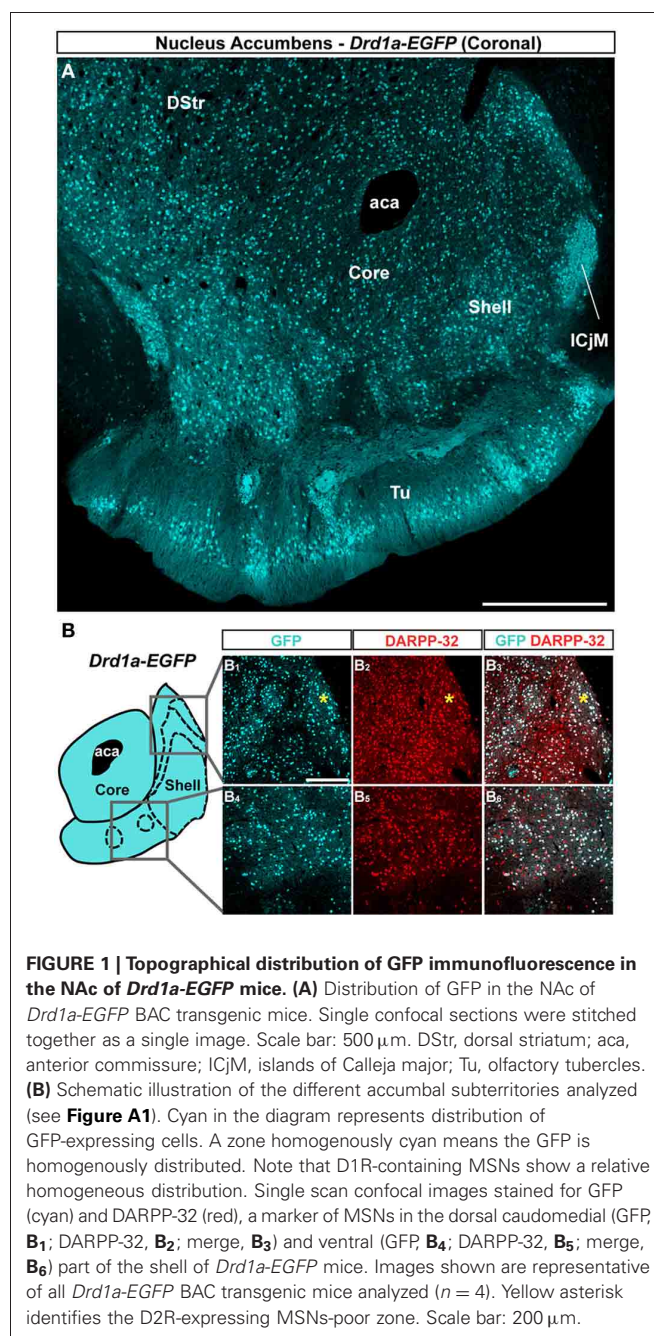 Nucleus Accumbens - Drd1a-EGFP (Coronal)
A
DStr
aca
Core
Shell
ICjM
Tu
B
GFP
DARPP-32
GFP DARPP-32
Drd1a-EGFP
B1
*
B2
*
B3
*
aca
Core
Shell
B4
B5
B6
FIGURE 1 | Topographical distribution of GFP immunofluorescence in
the NAc of Drd1a-EGFP mice. (A) Distribution of GFP in the NAc of
Drd1a-EGFP BAC transgenic mice. Single confocal sections were stitched
together as a single image. Scale bar: 500 μm. DStr, dorsal striatum; aca,
anterior commissure; ICjM, islands of Calleja major; Tu, olfactory tubercles.
(B) Schematic illustration of the different accumbal subterritories analyzed
(see Figure A1). Cyan in the diagram represents distribution of
GFP-expressing cells. A zone homogenously cyan means the GFP is
homogenously distributed. Note that D1R-containing MSNs show a relative
homogeneous distribution. Single scan confocal images stained for GFP
(cyan) and DARPP-32 (red), a marker of MSNs in the dorsal caudomedial (GFP,
B1; DARPP-32, B2; merge, B3) and ventral (GFP, B4; DARPP-32, B5; merge,
B6) part of the shell of Drd1a-EGFP mice. Images shown are representative
of all Drd1a-EGFP BAC transgenic mice analyzed (n = 4). Yellow asterisk
identifies the D2R-expressing MSNs-poor zone. Scale bar: 200 μm.